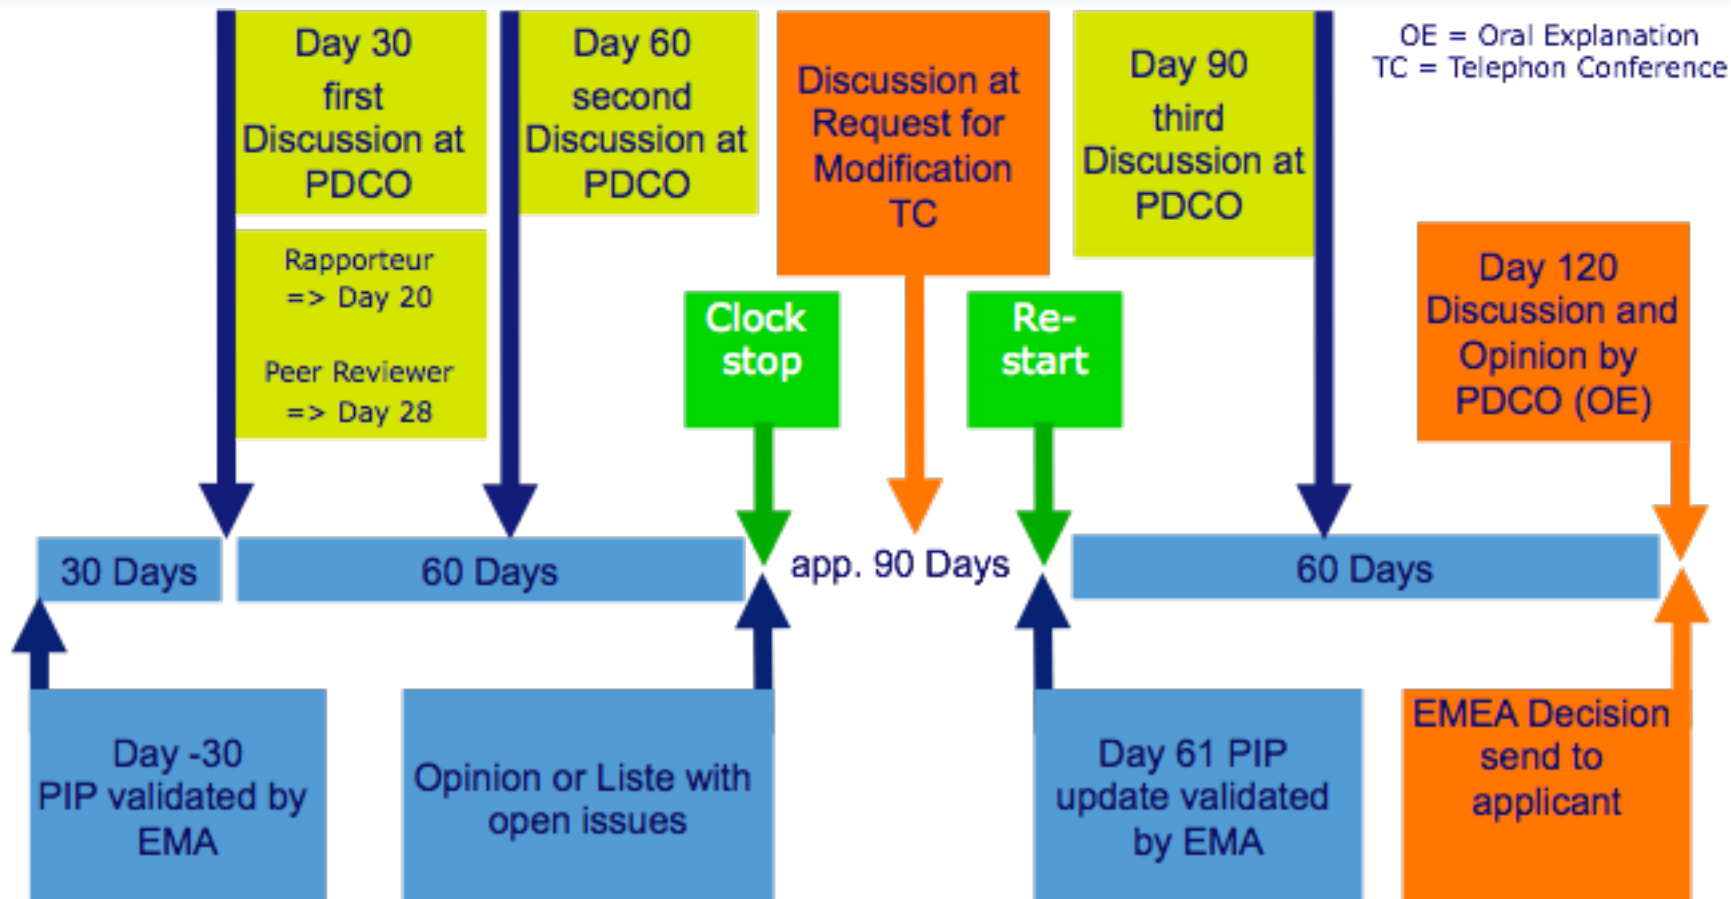 Day 30
first
Discussion at
PDCO
Rapporteur
=> Day 20
Peer Reviewer
=> Day 28
Day 60
second
Discussion at
PDCO
Discussion at
Request for
Modification
TC
Day 90
third
Discussion at
PDCO
OE = Oral Explanation
TC = Telephon Conference
Clock
stop
Re-
start
Day 120
Discussion and
Opinion by
PDCO (OE)
30 Days
60 Days
app. 90 Days
60 Days
Day -30
PIP validated by
EMA
Opinion or Liste with
open issues
Day 61 PIP
update validated
by EMA
EMEA Decision
send to
applicant